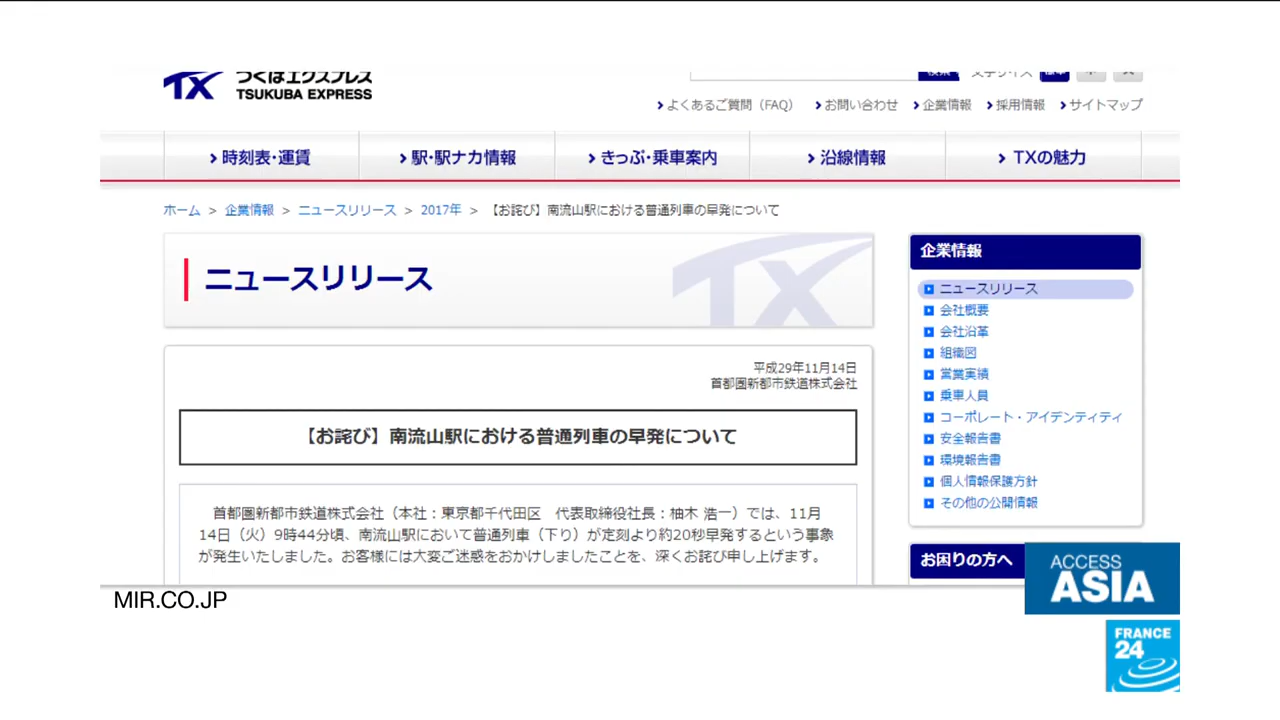 つくばエクスプレス
TX TSUKUBA EXPRESS
検索 文字サイズ 標準 中 大
よくあるご質問（FAQ） お問い合わせ 企業情報 採用情報 サイトマップ
時刻表･運賃 駅･駅ナカ情報 きっぷ･乗車案内 沿線情報 TXの魅力
ホーム > 企業情報 > ニュースリリース > 2017年 > 【お詫び】南流山駅における普通列車の早発について
ニュースリリース
TX
平成29年11月14日
首都圏新都市鉄道株式会社
【お詫び】南流山駅における普通列車の早発について
首都圏新都市鉄道株式会社（本社：東京都千代田区　代表取締役社長：柚木 浩一）では、11月
14日（火）9時44分頃、南流山駅において普通列車（下り）が定刻より約20秒早発するという事象
が発生いたしました。お客様には大変ご迷惑をおかけしましたことを、深くお詫び申し上げます。
企業情報
ニュースリリース
会社概要
会社沿革
組織図
営業実績
乗車人員
コーポレート・アイデンティティ
安全報告書
環境報告書
個人情報保護方針
その他の公開情報
お困りの方へ
ACCESS
ASIA
MIR.CO.JP
FRANCE
24